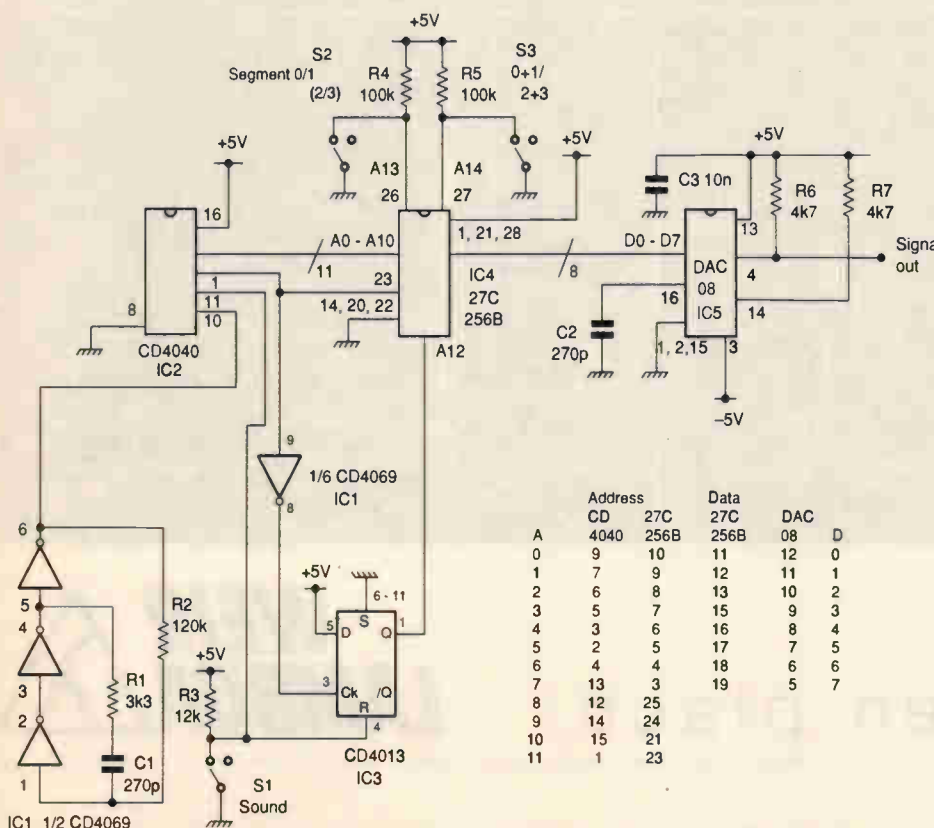 +5V
S2
Segment 0/1
(2/3)
R4
100k
R5
100k
S3
0+1/
2+3
+5V
A13
26
A14
27
+5V
16
8
1
11
10
CD4040
IC2
A0 - A10
11
23
14, 20, 22
1, 21, 28
IC4
27C
256B
A12
D0 - D7
8
+5V
C3 10n
R6
4k7
R7
4k7
13
DAC
08
IC5
4
14
16
C2
270p
1, 2, 15
3
-5V
Signa
out
9
8
1/6 CD4069
IC1
+5V
6 - 11
5
D
S
Q
1
3
Ck
/Q
R
4
CD4013
IC3
+5V
R3
12k
S1
Sound
6
5
4
3
2
1
R2
120k
R1
3k3
C1
270p
IC1 1/2 CD4069
Address Data
CD 27C 27C DAC
A 4040 256B 256B 08 D
0 9 10 11 12 0
1 7 9 12 11 1
2 6 8 13 10 2
3 5 7 15 9 3
4 3 6 16 8 4
5 2 5 17 7 5
6 4 4 18 6 6
7 13 3 19 5 7
8 12 25
9 14 24
10 15 21
11 1 23